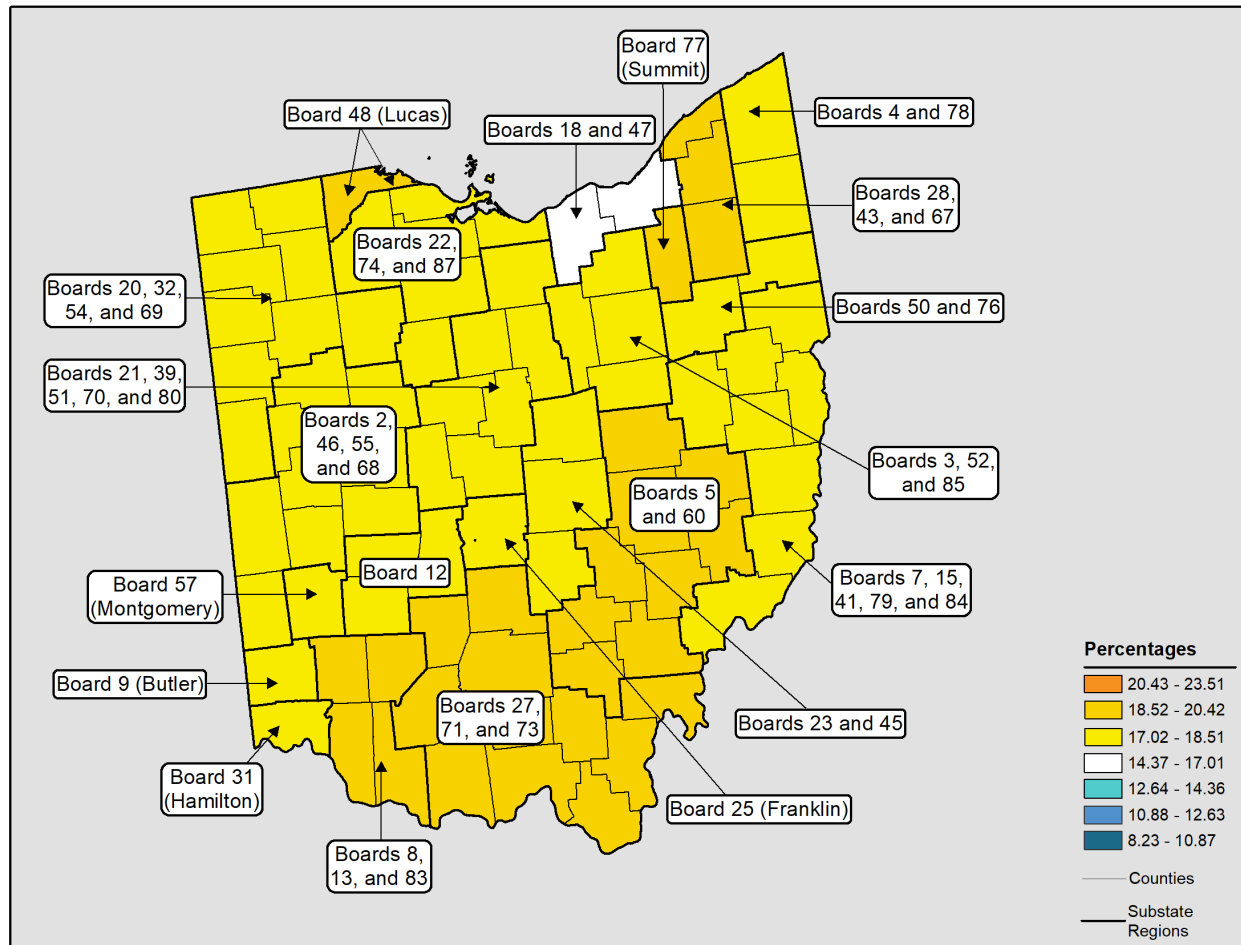 Board 77
(Summit)
Board 48 (Lucas)
Boards 18 and 47
Boards 4 and 78
Boards 28,
43, and 67
Boards 22,
74, and 87
Boards 20, 32,
54, and 69
Boards 50 and 76
Boards 21, 39,
51, 70, and 80
Boards 2,
46, 55,
and 68
Boards 3, 52,
and 85
Boards 5
and 60
Board 12
Board 57
(Montgomery)
Boards 7, 15,
41, 79, and 84
Board 9 (Butler)
Boards 27,
71, and 73
Boards 23 and 45
Board 31
(Hamilton)
Board 25 (Franklin)
Boards 8,
13, and 83
Percentages
20.43 - 23.51
18.52 - 20.42
17.02 - 18.51
14.37 - 17.01
12.64 - 14.36
10.88 - 12.63
8.23 - 10.87
Counties
Substate
Regions